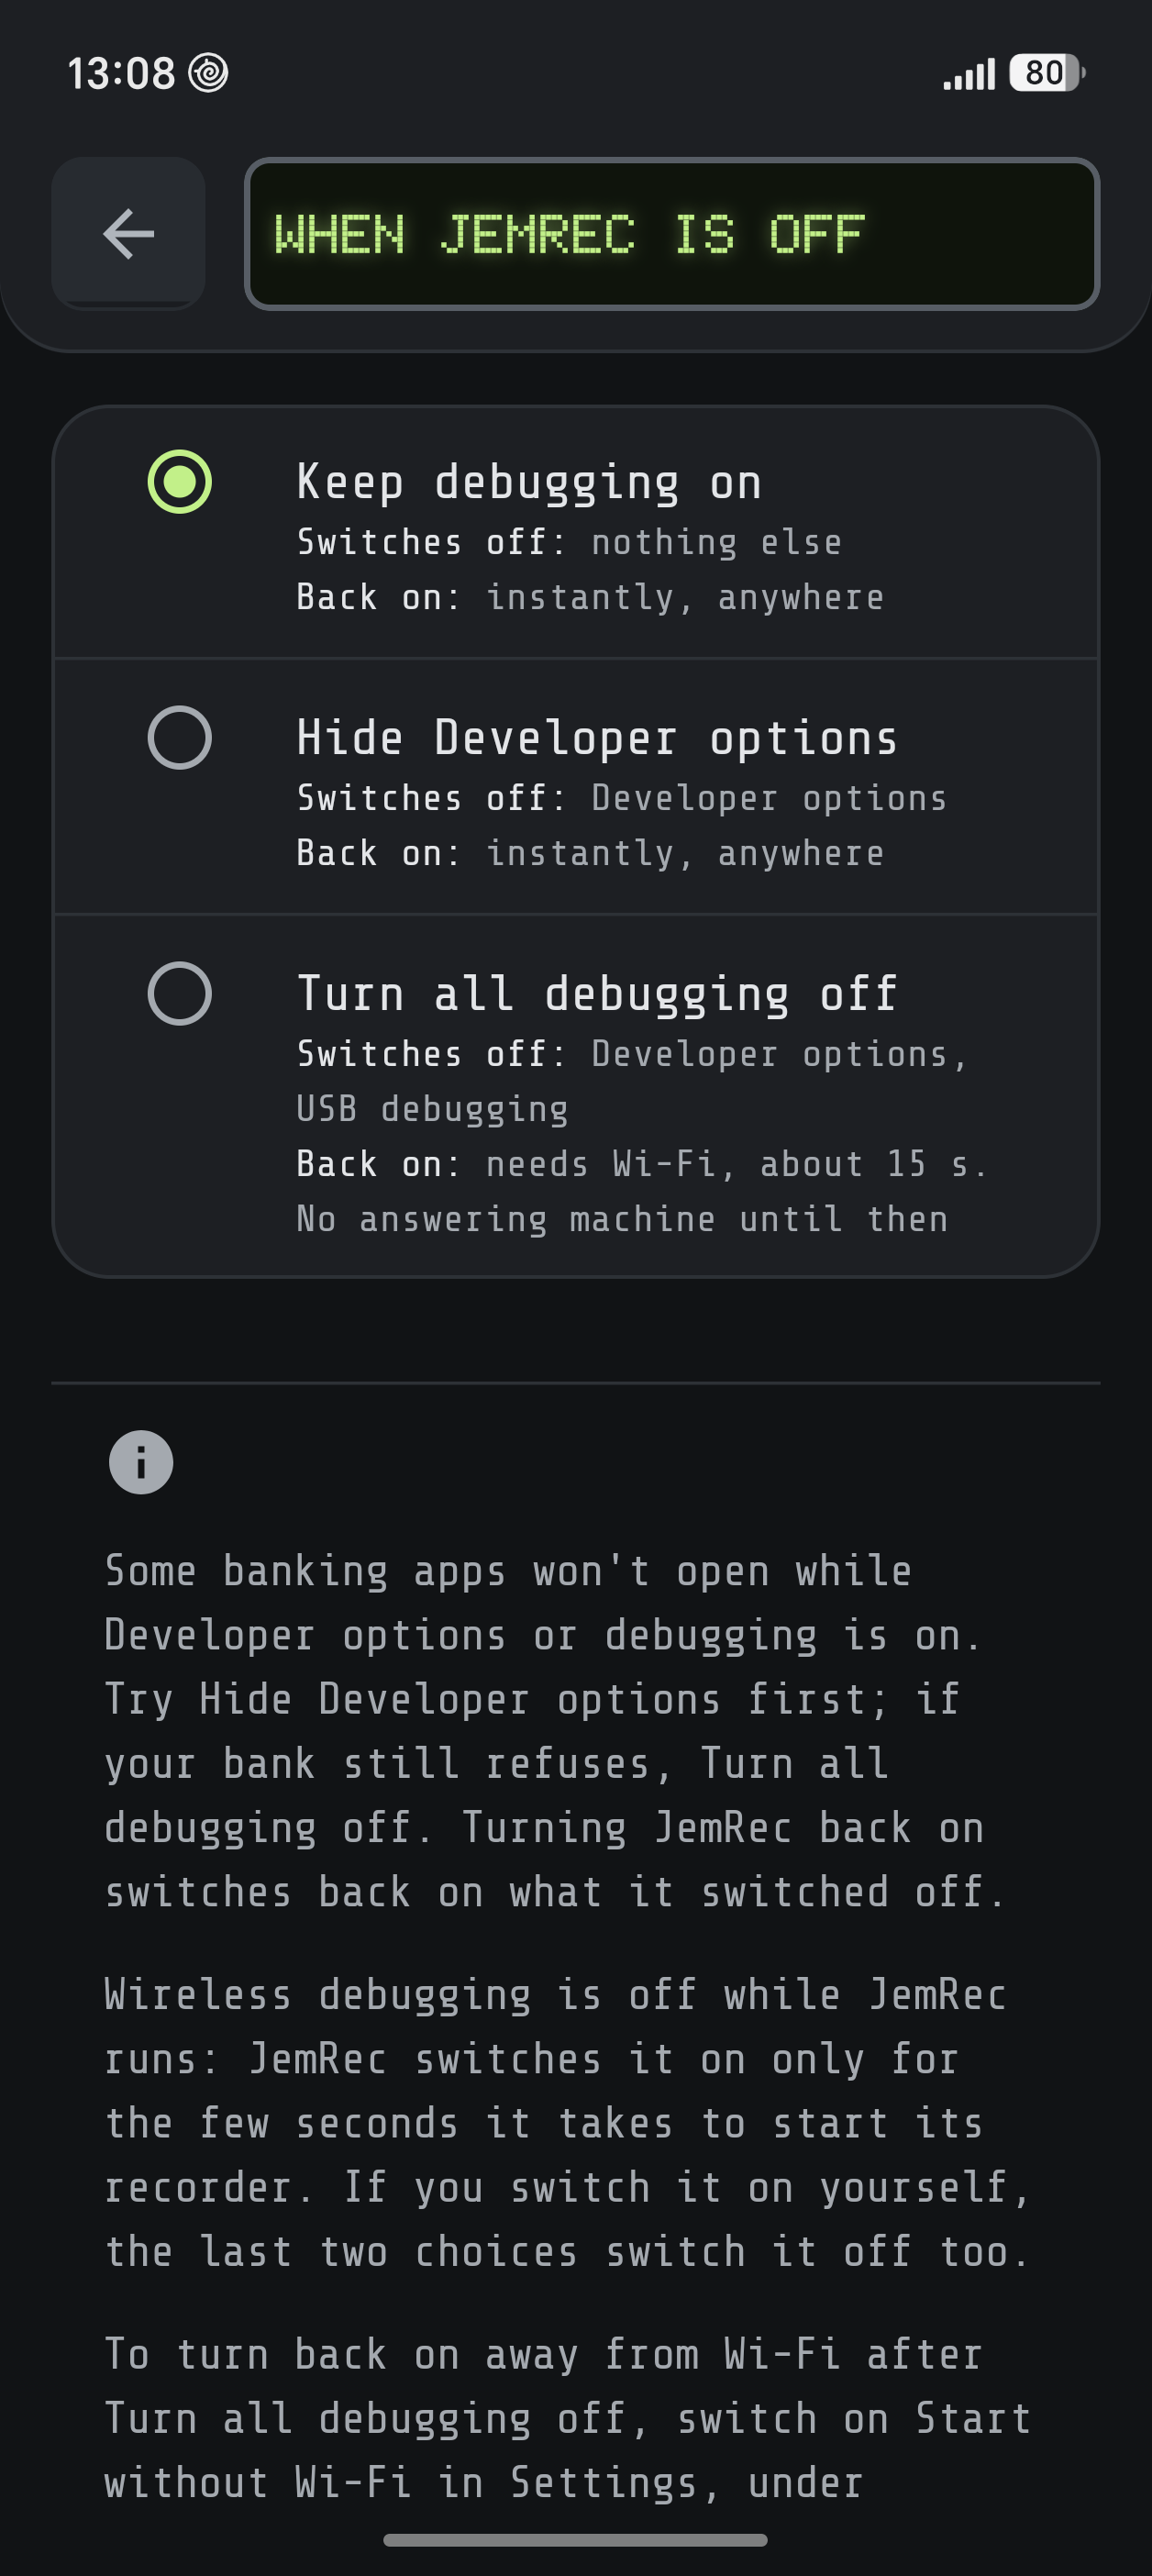 13:08
80
WHEN JEMREC IS OFF
Keep debugging on
Switches off: nothing else
Back on: instantly, anywhere
Hide Developer options
Switches off: Developer options
Back on: instantly, anywhere
Turn all debugging off
Switches off: Developer options,
USB debugging
Back on: needs Wi-Fi, about 15 s.
No answering machine until then
Some banking apps won't open while
Developer options or debugging is on.
Try Hide Developer options first; if
your bank still refuses, Turn all
debugging off. Turning JemRec back on
switches back on what it switched off.
Wireless debugging is off while JemRec
runs: JemRec switches it on only for
the few seconds it takes to start its
recorder. If you switch it on yourself,
the last two choices switch it off too.
To turn back on away from Wi-Fi after
Turn all debugging off, switch on Start
without Wi-Fi in Settings, under